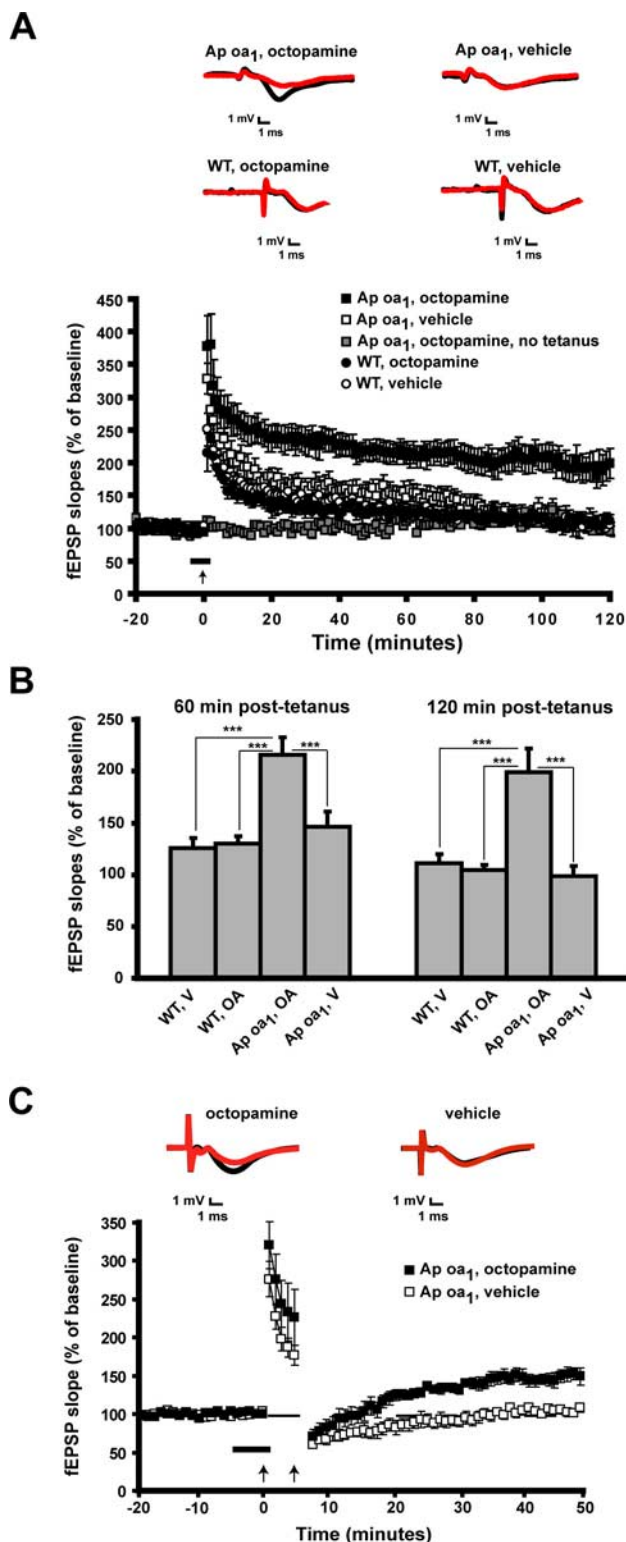 A
Ap oa1, octopamine
Ap oa1, vehicle
1 mV
1 ms
1 mV
1 ms
WT, octopamine
WT, vehicle
1 mV
1 ms
1 mV
1 ms
fEPSP slopes (% of baseline)
450
400
350
300
250
200
150
100
50
0
Ap oa1, octopamine
Ap oa1, vehicle
Ap oa1, octopamine, no tetanus
WT, octopamine
WT, vehicle
-20
0
20
40
60
80
100
120
Time (minutes)
B
60 min post-tetanus
120 min post-tetanus
fEPSP slopes (% of baseline)
250
200
150
100
50
0
***
***
***
***
***
***
WT, V
WT, OA
Ap oa1, OA
Ap oa1, V
WT, V
WT, OA
Ap oa1, OA
Ap oa1, V
C
octopamine
vehicle
1 mV
1 ms
1 mV
1 ms
fEPSP slope (% of baseline)
350
300
250
200
150
100
50
0
Ap oa1, octopamine
Ap oa1, vehicle
-20
-10
0
10
20
30
40
50
Time (minutes)